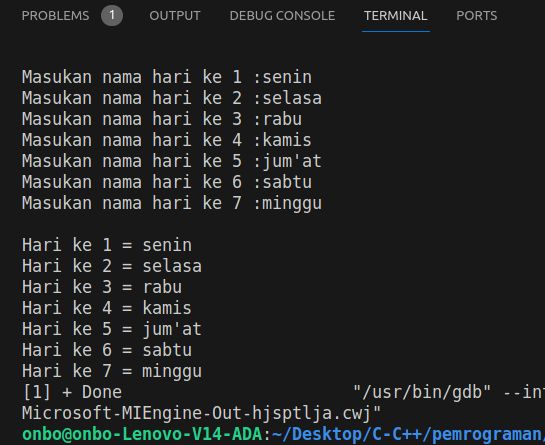 PROBLEMS 1 OUTPUT DEBUG CONSOLE TERMINAL PORTS
Masukan nama hari ke 1 :senin
Masukan nama hari ke 2 :selasa
Masukan nama hari ke 3 :rabu
Masukan nama hari ke 4 :kamis
Masukan nama hari ke 5 :jum'at
Masukan nama hari ke 6 :sabtu
Masukan nama hari ke 7 :minggu
Hari ke 1 = senin
Hari ke 2 = selasa
Hari ke 3 = rabu
Hari ke 4 = kamis
Hari ke 5 = jum'at
Hari ke 6 = sabtu
Hari ke 7 = minggu
[1] + Done "/usr/bin/gdb" --int
Microsoft-MIEngine-Out-hjsptlja.cwj"
onbo@onbo-Lenovo-V14-ADA:~/Desktop/C-C++/pemrograman